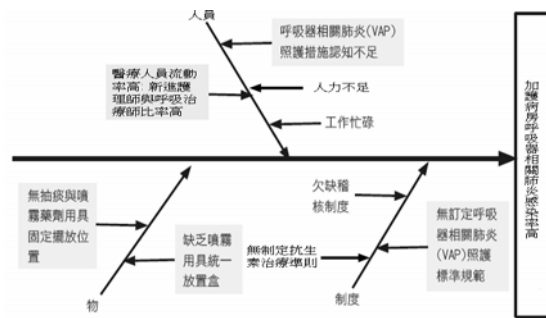 人員
呼吸器相關肺炎(VAP)
照護措施認知不足
醫療人員流動
率高: 新進護
理師與呼吸治
療師比率高
人力不足
工作忙碌
加護病房呼吸器相關肺炎感染率高
無抽痰與噴
霧藥劑用具
固定擺放位
置
缺乏噴霧
用具統一
放置盒
物
欠缺稽
核制度
無制定抗生
素治療準則
無訂定呼吸
器相關肺炎
(VAP)照護
標準規範
制度